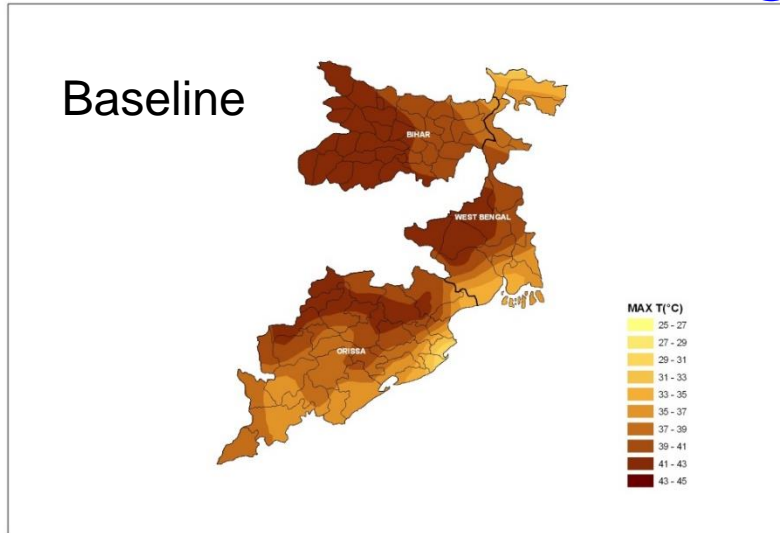 Baseline
BIHAR
WEST BENGAL
ORISSA
MAX T(°C)
25 - 27
27 - 29
29 - 31
31 - 33
33 - 35
35 - 37
37 - 39
39 - 41
41 - 43
43 - 45